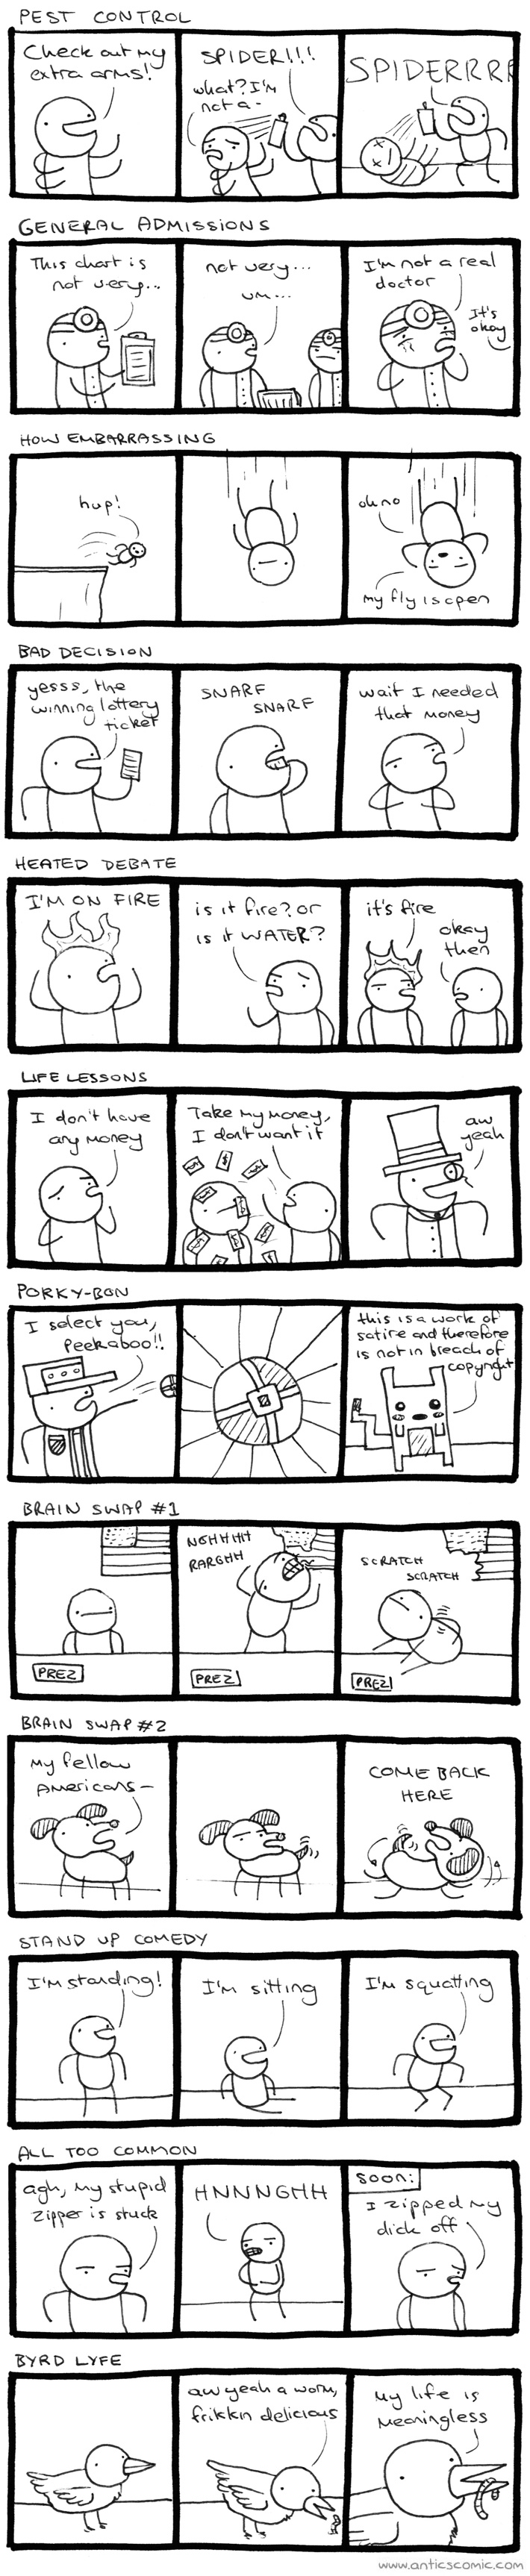 PEST CONTROL
Check out my
extra arms!
SPIDER!!!
what? I'm
not a -
SPIDERRRR
GENERAL ADMISSIONS
This chart is
not very...
not very...
um...
I'm not a real
doctor
It's
okay
HOW EMBARRASSING
hup!
oh no
my fly is open
BAD DECISION
yesss, the
winning lottery
ticket
SNARF
SNARF
wait I needed
that money
HEATED DEBATE
I'M ON FIRE
is it fire? or
is it WATER?
it's fire
okay
then
LIFE LESSONS
I don't have
any money
Take my money,
I don't want it
aw
yeah
PORKY-BON
I select you,
Peekaboo!!
this is a work of
satire and therefore
is not in breach of
copyright
BRAIN SWAP #1
PREZ
NGHHHHH
RARGHH
PREZ
SCRATCH
SCRATCH
PREZ
BRAIN SWAP #2
My fellow
Americans-
COME BACK
HERE
STAND UP COMEDY
I'm standing!
I'm sitting
I'm squatting
ALL TOO COMMON
agh, my stupid
zipper is stuck
HNNNGHH
soon:
I zipped my
dick off
BYRD LYFE
aw yeah a worm,
frikkin delicious
my life is
meaningless
www.anticscomic.com